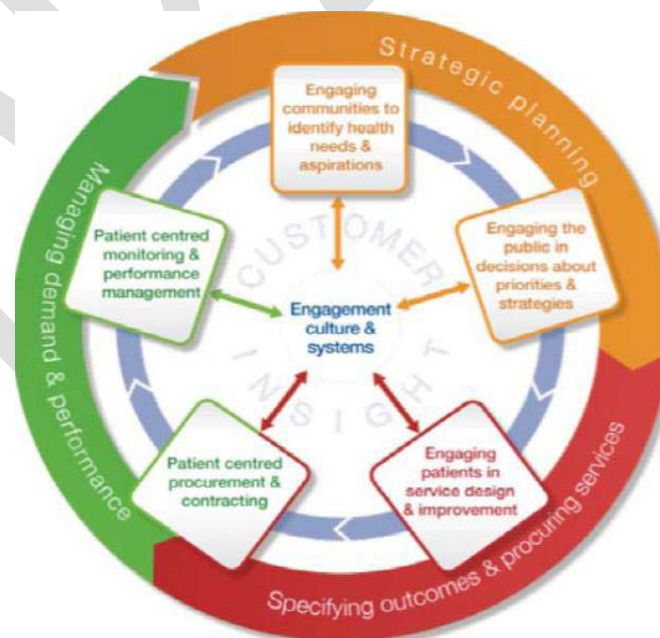 Strategic planning
Engaging
communities to
identify health
needs &
aspirations
Engaging the
public in
decisions about
priorities &
strategies
Patient centred
monitoring &
performance
management
CUSTOMER
INSIGHT
Engagement
culture &
systems
Managing demand & performance
Patient centred
procurement &
contracting
Engaging
patients in
service design
& improvement
Specifying outcomes & procuring services